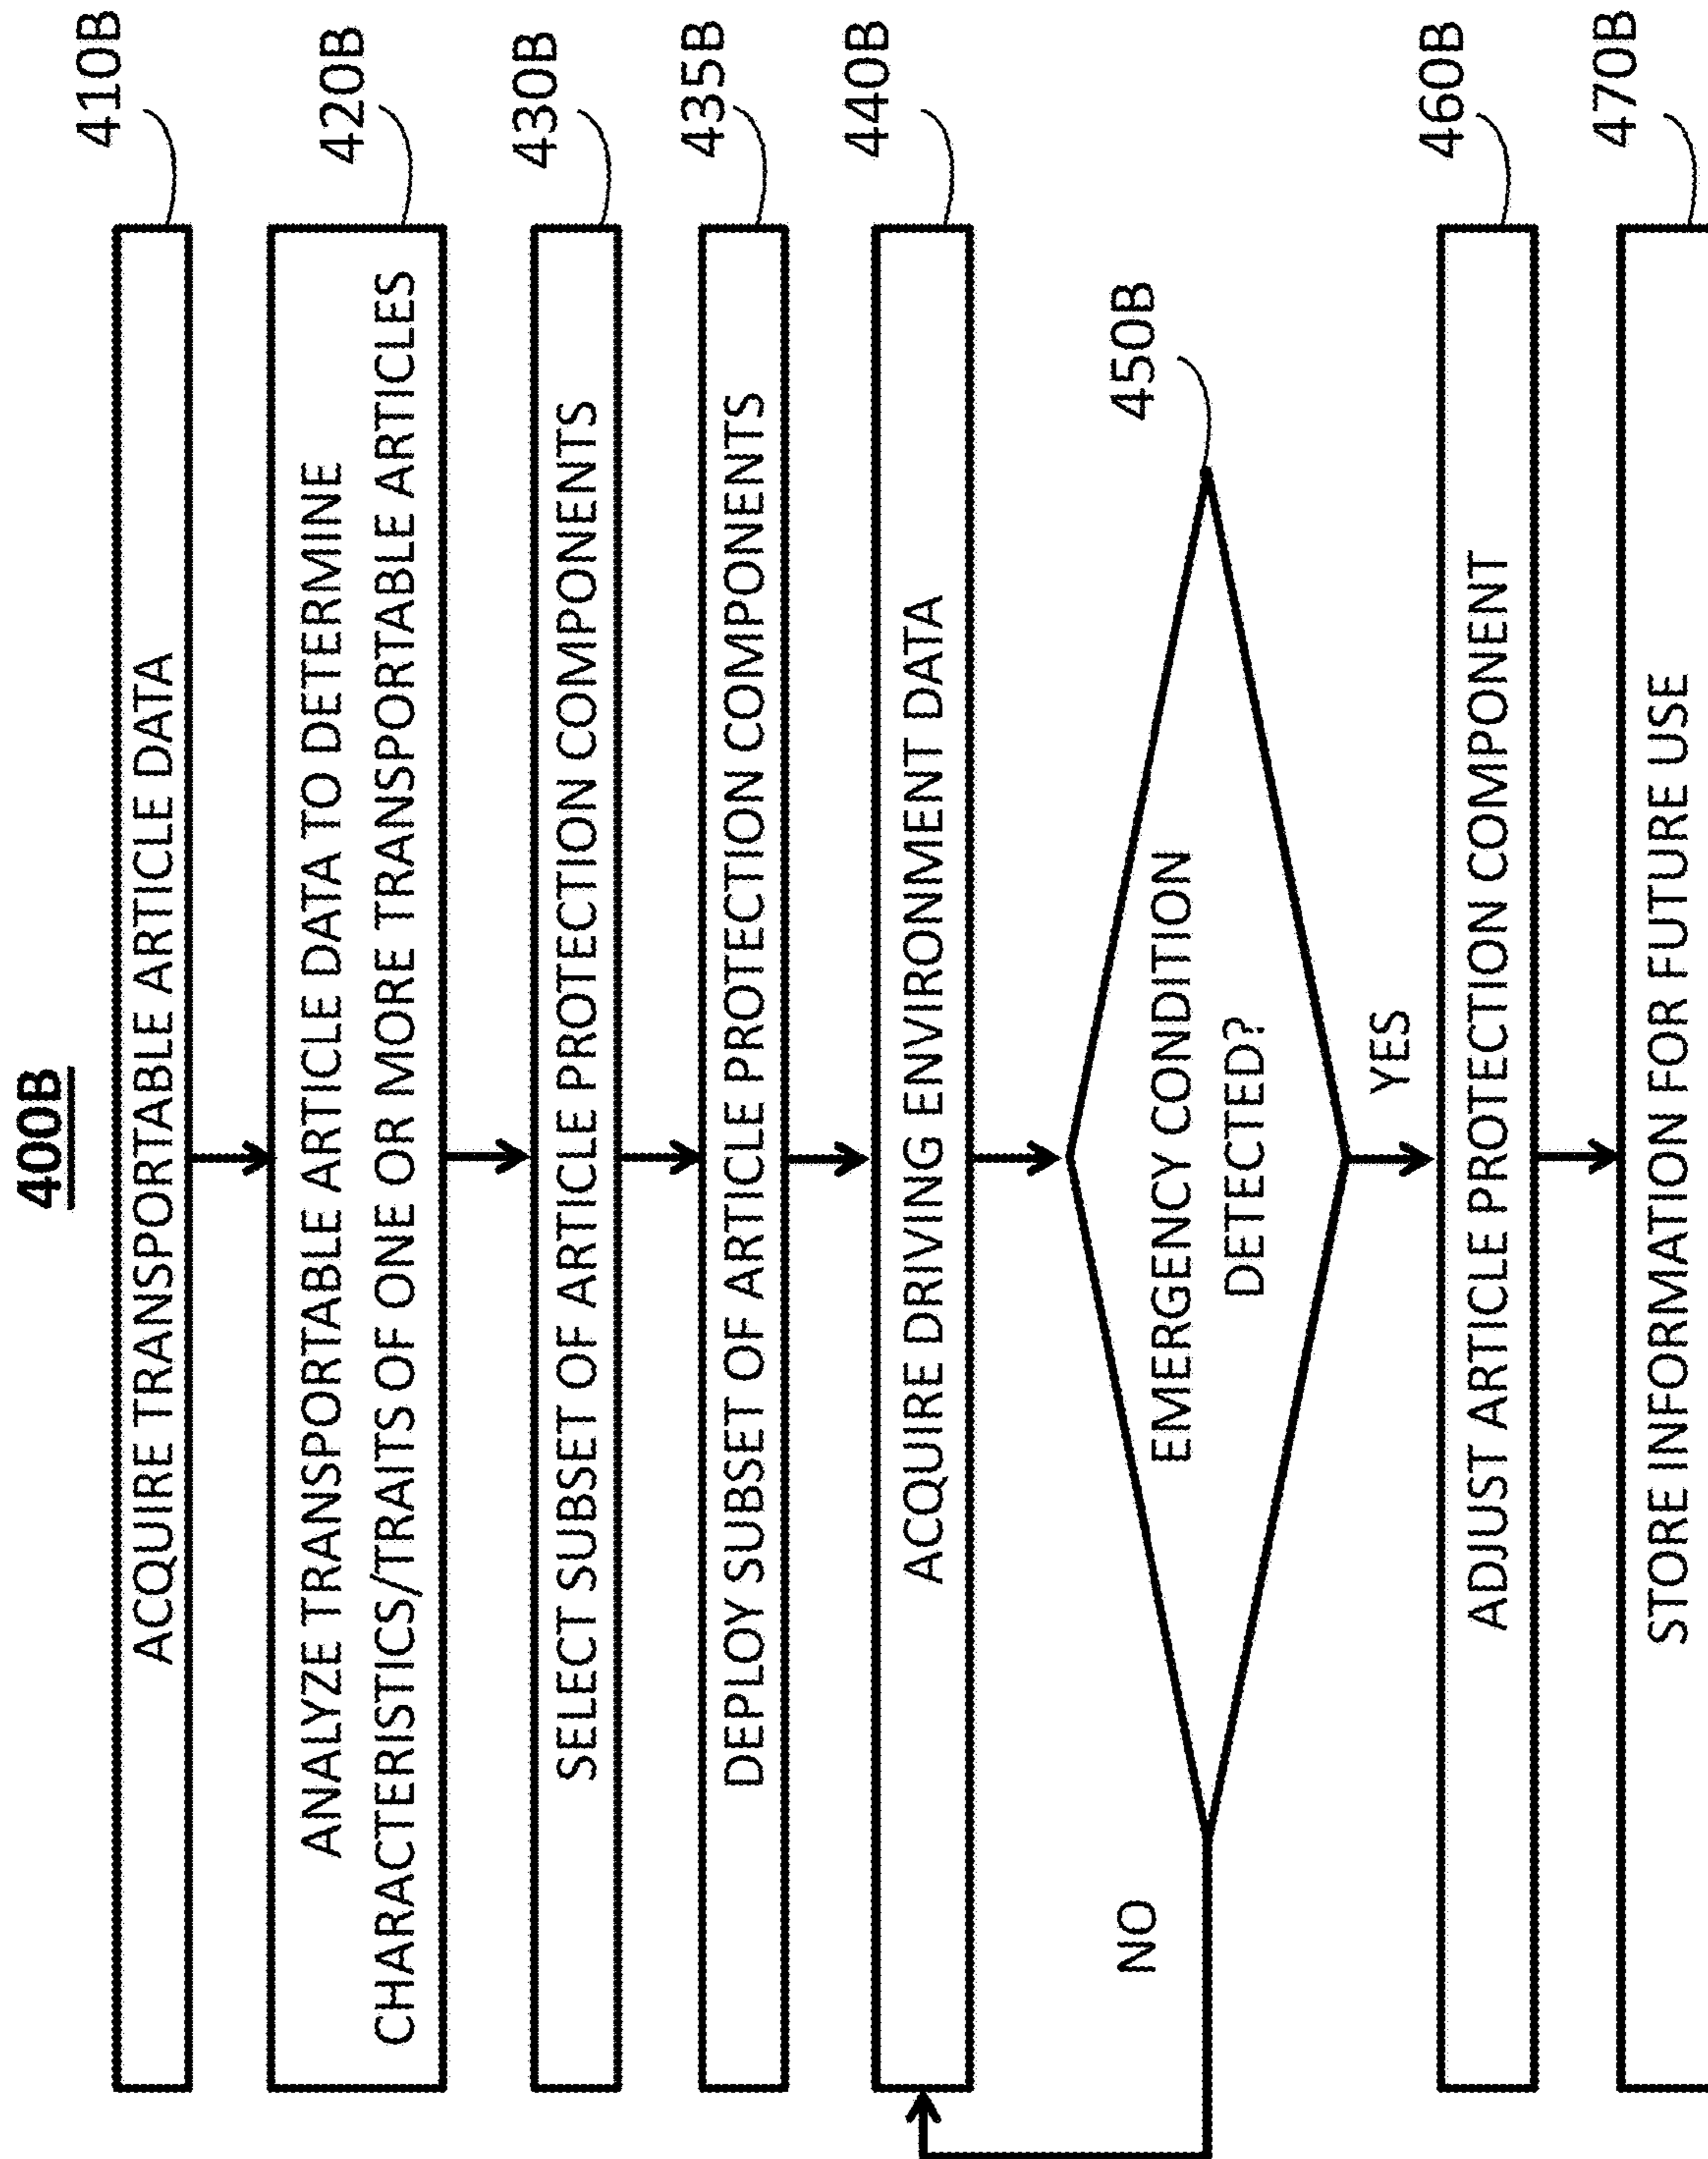 400B
ACQUIRE TRANSPORTABLE ARTICLE DATA
410B
ANALYZE TRANSPORTABLE ARTICLE DATA TO DETERMINE
CHARACTERISTICS/TRAITS OF ONE OR MORE TRANSPORTABLE ARTICLES
420B
SELECT SUBSET OF ARTICLE PROTECTION COMPONENTS
430B
DEPLOY SUBSET OF ARTICLE PROTECTION COMPONENTS
435B
ACQUIRE DRIVING ENVIRONMENT DATA
440B
EMERGENCY CONDITION
DETECTED?
450B
NO
YES
ADJUST ARTICLE PROTECTION COMPONENT
460B
STORE INFORMATION FOR FUTURE USE
470B